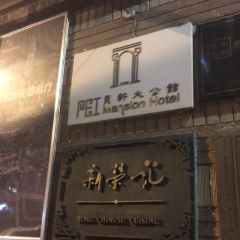 貝軒大公館
PEI Mansion Hotel
新榮記
RONG CHINESE CUISINE